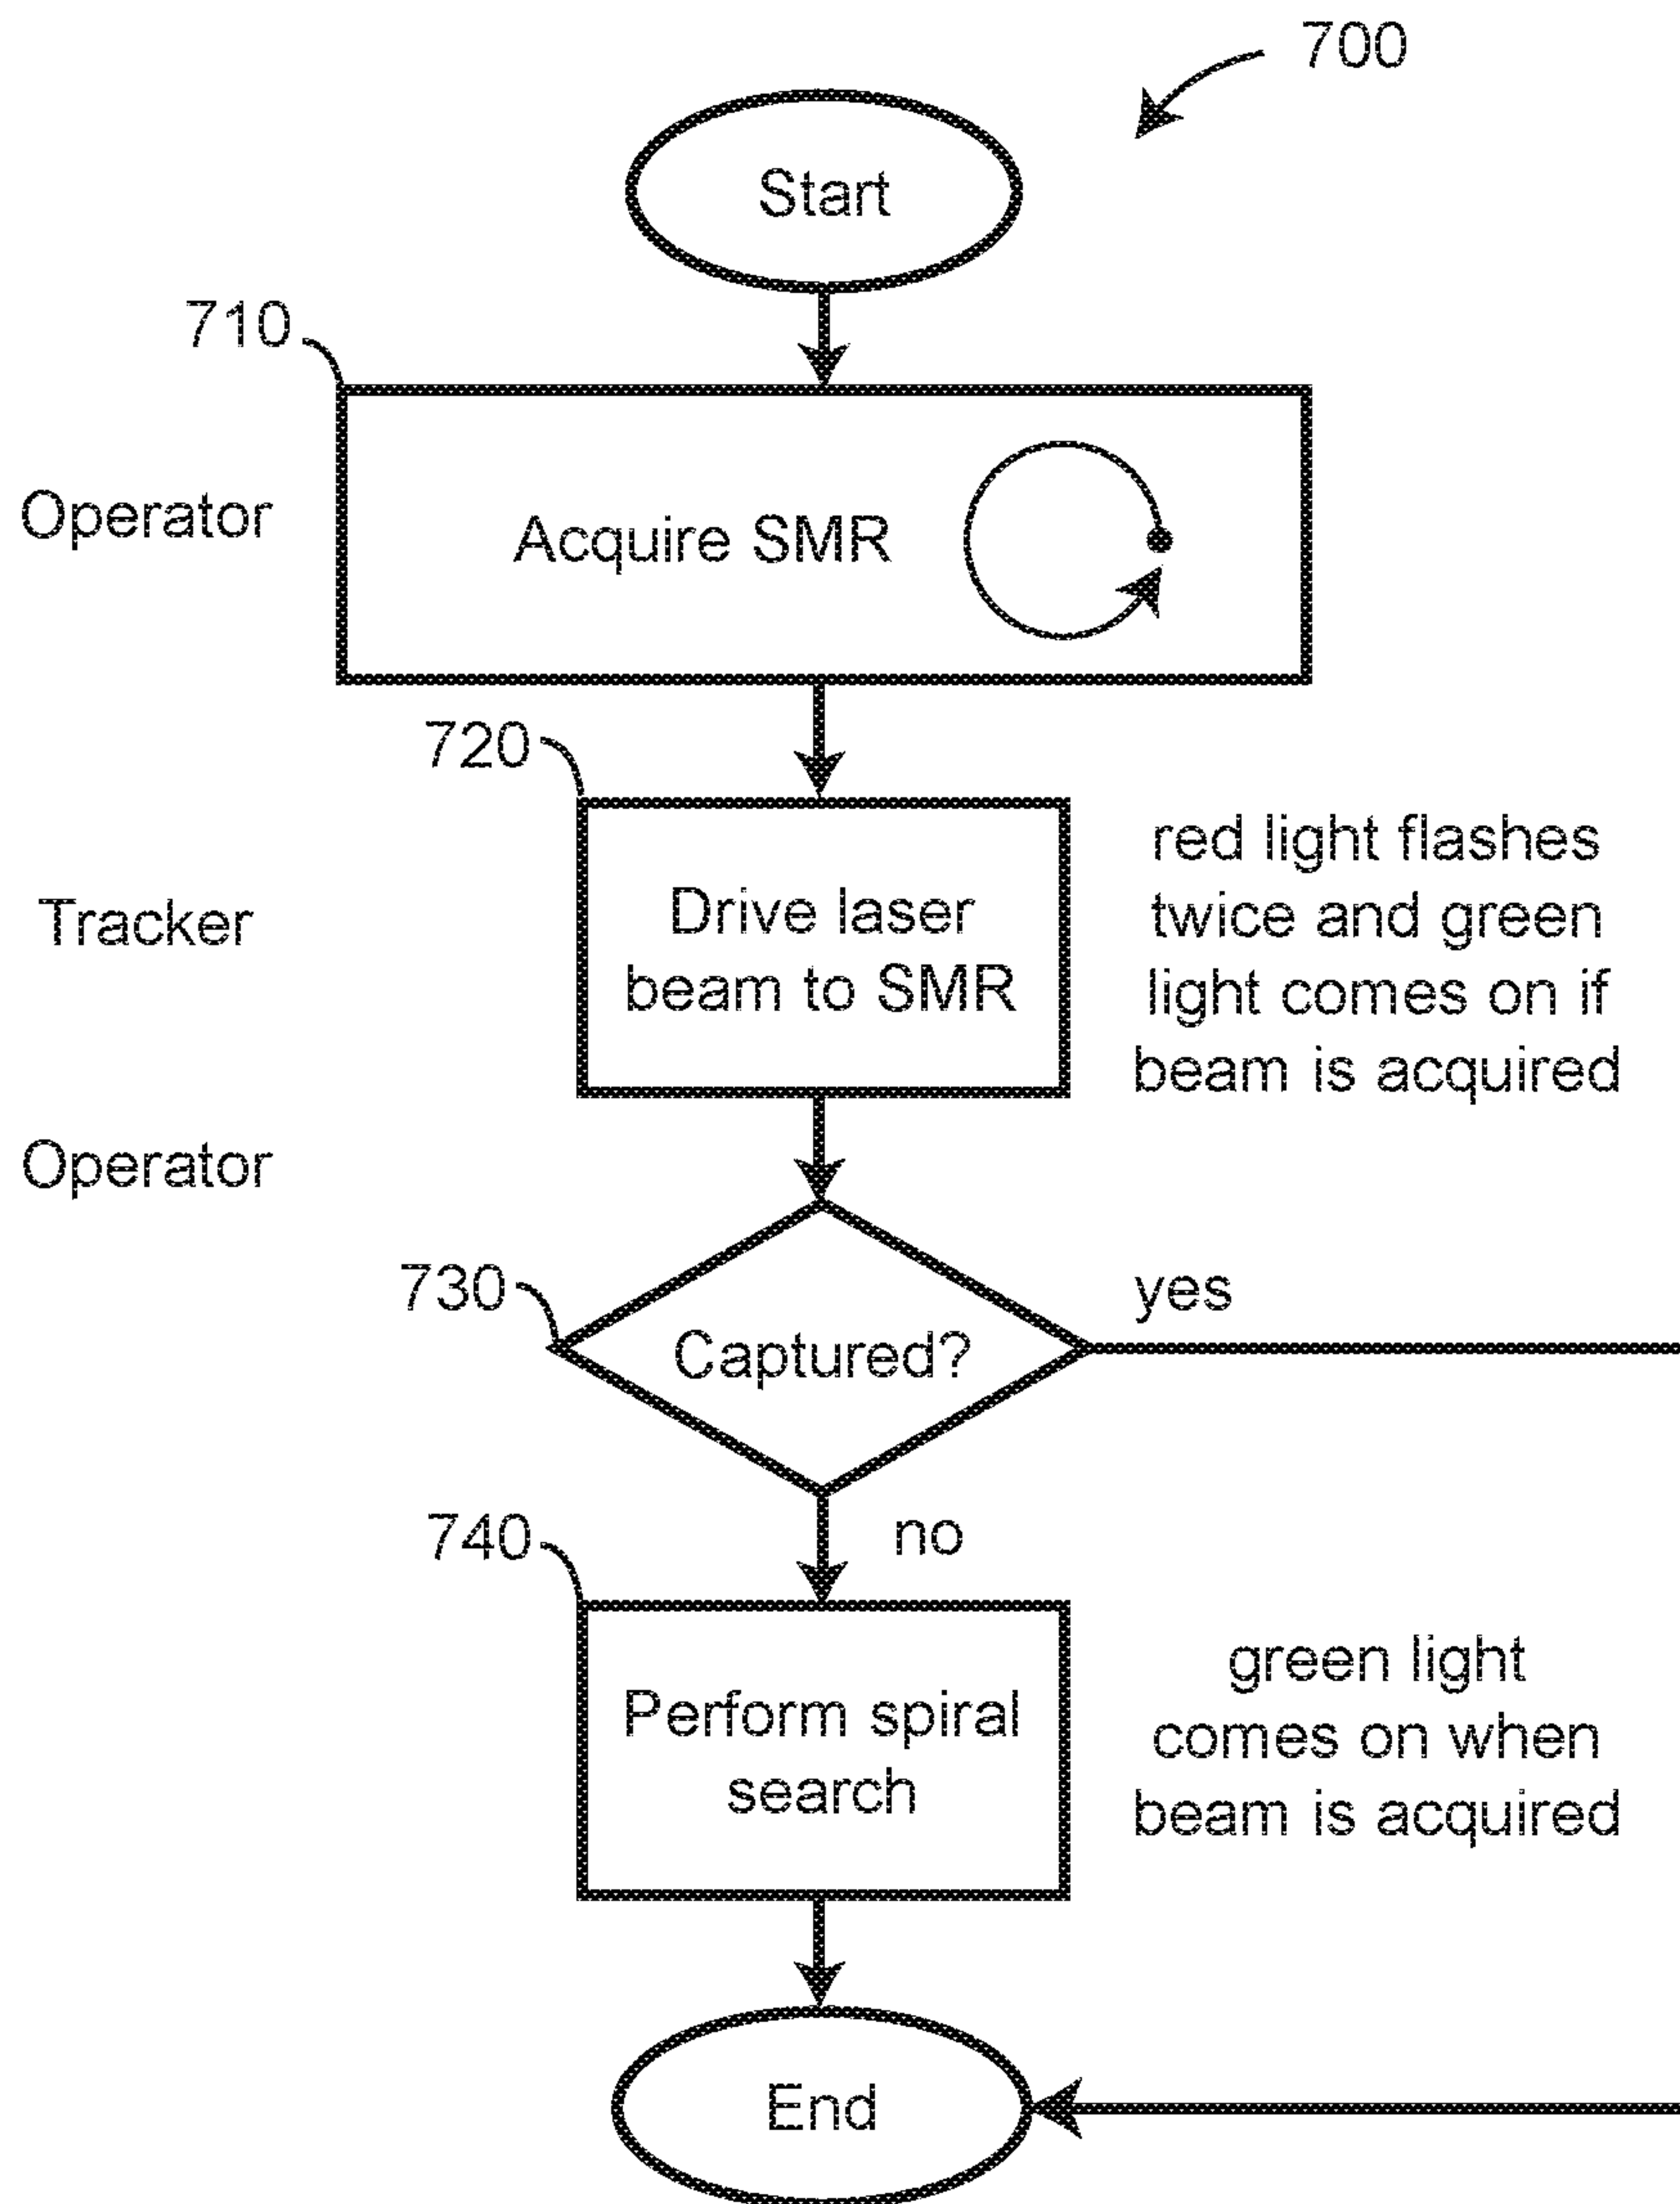 700
Start
710
Operator
Acquire SMR
720
Tracker
Drive laser
beam to SMR
red light flashes
twice and green
light comes on if
beam is acquired
Operator
730
Captured?
yes
no
740
Perform spiral
search
green light
comes on when
beam is acquired
End